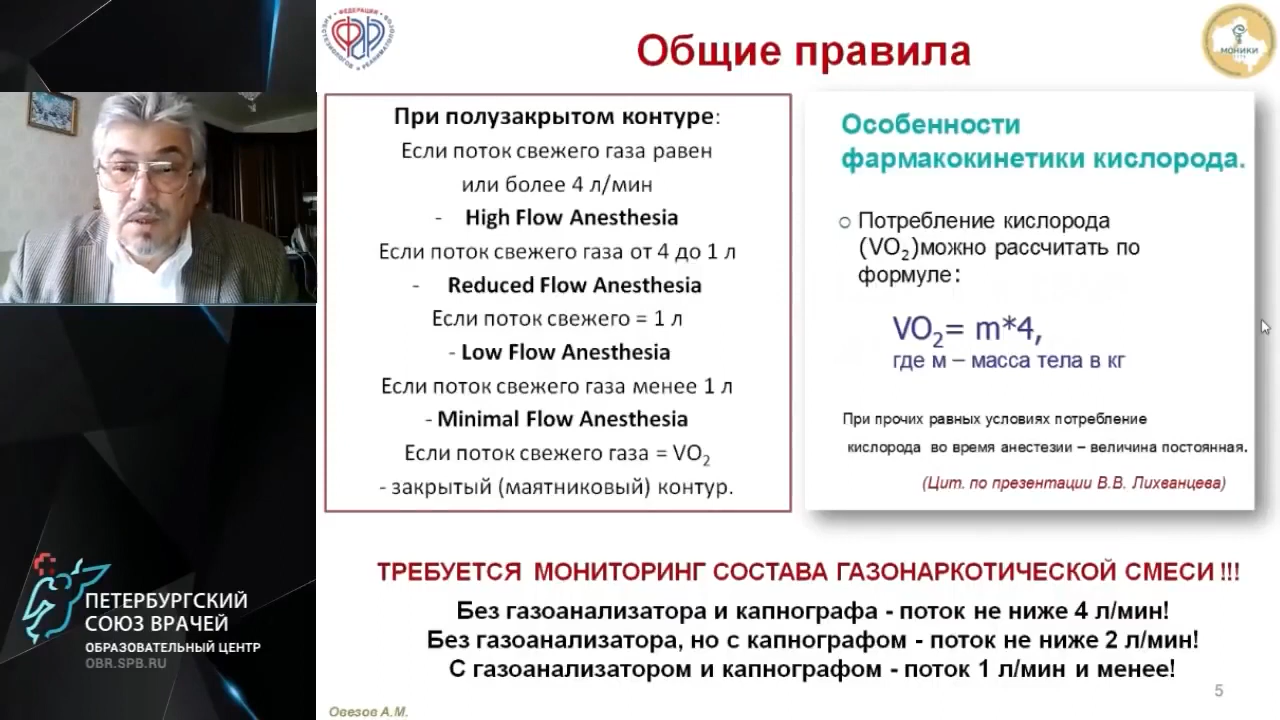 Общие правила
ФЕДЕРАЦИЯ
МОНИКИ
При полузакрытом контуре:
Если поток свежего газа равен
или более 4 л/мин
- High Flow Anesthesia
Если поток свежего газа от 4 до 1 л
- Reduced Flow Anesthesia
Если поток свежего = 1 л
- Low Flow Anesthesia
Если поток свежего газа менее 1 л
- Minimal Flow Anesthesia
Если поток свежего газа = VO₂
- закрытый (маятниковый) контур.
Особенности
фармакокинетики кислорода.
○ Потребление кислорода
(VO₂)можно рассчитать по
формуле:
VO₂= m*4,
где м – масса тела в кг
При прочих равных условиях потребление
кислорода во время анестезии – величина постоянная.
(Цит. по презентации В.В. Лихванцева)
ТРЕБУЕТСЯ МОНИТОРИНГ СОСТАВА ГАЗОНАРКОТИЧЕСКОЙ СМЕСИ !!!
Без газоанализатора и капнографа - поток не ниже 4 л/мин!
Без газоанализатора, но с капнографом - поток не ниже 2 л/мин!
С газоанализатором и капнографом - поток 1 л/мин и менее!
5
Овезов А.М.
ПЕТЕРБУРГСКИЙ
СОЮЗ ВРАЧЕЙ
ОБРАЗОВАТЕЛЬНЫЙ ЦЕНТР
OBR.SPB.RU